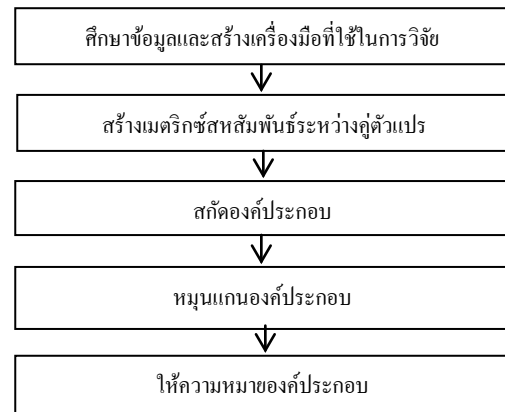 ศึกษาข้อมูลและสร้างเครื่องมือที่ใช้ในการวิจัย
สร้างเมตริกซ์สหสัมพันธ์ระหว่างคู่ตัวแปร
สกัดองค์ประกอบ
หมุนแกนองค์ประกอบ
ให้ความหมาของค์ประกอบ